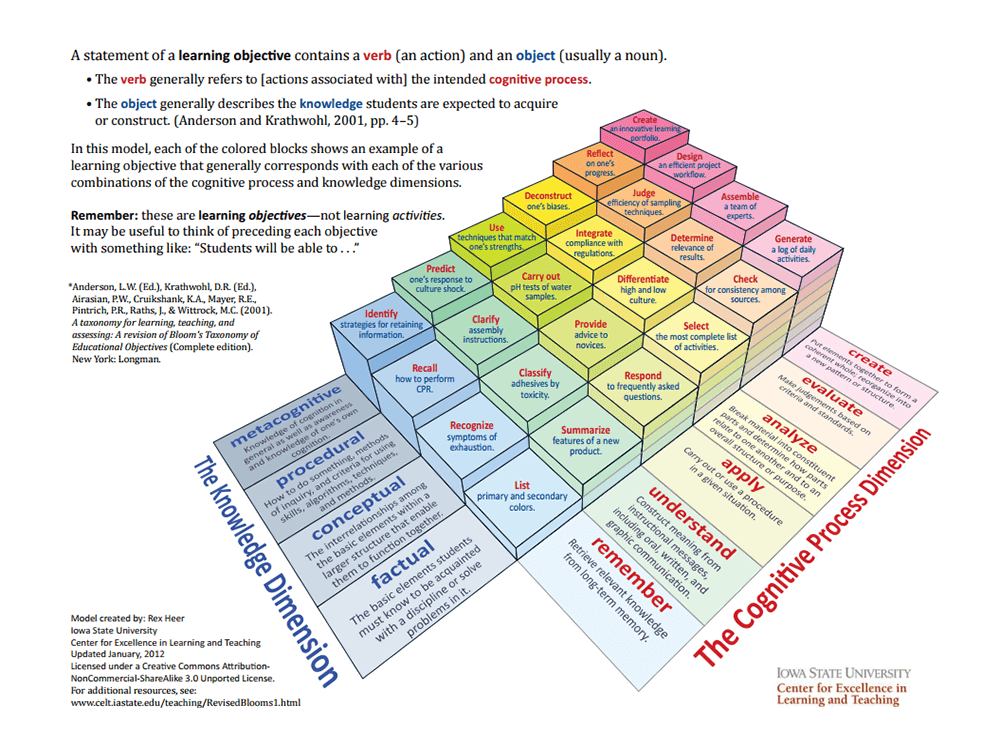 A statement of a learning objective contains a verb (an action) and an object (usually a noun).
• The verb generally refers to [actions associated with] the intended cognitive process.
• The object generally describes the knowledge students are expected to acquire
or construct. (Anderson and Krathwohl, 2001, pp. 4–5)
In this model, each of the colored blocks shows an example of a
learning objective that generally corresponds with each of the various
combinations of the cognitive process and knowledge dimensions.
Remember: these are learning objectives—not learning activities.
It may be useful to think of preceding each objective
with something like: “Students will be able to . . .”
*Anderson, L.W. (Ed.), Krathwohl, D.R. (Ed.),
Airasian, P.W., Cruikshank, K.A., Mayer, R.E.,
Pintrich, P.R., Raths, J., & Wittrock, M.C. (2001).
A taxonomy for learning, teaching, and
assessing: A revision of Bloom’s Taxonomy of
Educational Objectives (Complete edition).
New York: Longman.
Create
an innovative learning
portfolio.
Reflect
on one’s
progress.
Design
an efficient project
workflow.
Deconstruct
one’s biases.
Judge
efficiency of sampling
techniques.
Assemble
a team of
experts.
Use
techniques that match
one’s strengths.
Integrate
compliance with
regulations.
Determine
relevance of
results.
Generate
a log of daily
activities.
Predict
one’s response to
culture shock.
Carry out
pH tests of water
samples.
Differentiate
high and low
culture.
Check
for consistency among
sources.
Identify
strategies for retaining
information.
Clarify
assembly
instructions.
Provide
advice to
novices.
Select
the most complete list
of activities.
Recall
how to perform
CPR.
Classify
adhesives by
toxicity.
Respond
to frequently asked
questions.
Recognize
symptoms of
exhaustion.
Summarize
features of a new
product.
List
primary and secondary
colors.
metacognitive
Knowledge of cognition in
general as well as awareness
and knowledge of one’s own
cognition.
procedural
How to do something, methods
of inquiry, and criteria for using
skills, algorithms, techniques,
and methods.
conceptual
The interrelationships among
the basic elements within a
larger structure that enable
them to function together.
factual
The basic elements students
must know to be acquainted
with a discipline or solve
problems in it.
The Knowledge Dimension
create
Put elements together to form a
coherent whole; reorganize into
a new pattern or structure.
evaluate
Make judgements based on
criteria and standards.
analyze
Break material into constituent
parts and determine how parts
relate to one another and to an
overall structure or purpose.
apply
Carry out or use a procedure
in a given situation.
understand
Construct meaning from
instructional messages,
including oral, written, and
graphic communication.
remember
Retrieve relevant knowledge
from long-term memory.
The Cognitive Process Dimension
Model created by: Rex Heer
Iowa State University
Center for Excellence in Learning and Teaching
Updated January, 2012
Licensed under a Creative Commons Attribution-
NonCommercial-ShareAlike 3.0 Unported License.
For additional resources, see:
www.celt.iastate.edu/teaching/RevisedBlooms1.html
IOWA STATE UNIVERSITY
Center for Excellence in
Learning and Teaching